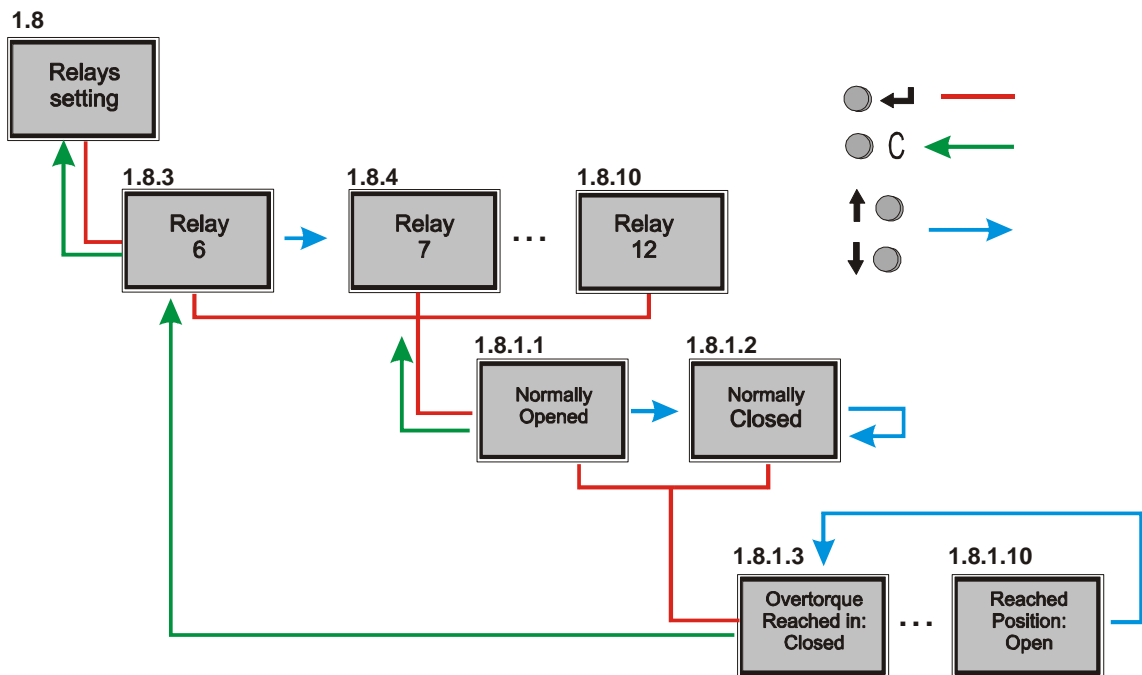 1.8
Relays
setting
C
1.8.3
Relay
6
1.8.4
Relay
7
...
1.8.10
Relay
12
1.8.1.1
Normally
Opened
1.8.1.2
Normally
Closed
1.8.1.3
Overtorque
Reached in:
Closed
...
1.8.1.10
Reached
Position:
Open